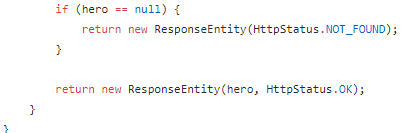 if (hero == null) {
return new ResponseEntity(HttpStatus.NOT_FOUND);
}
return new ResponseEntity(hero, HttpStatus.OK);
}
}